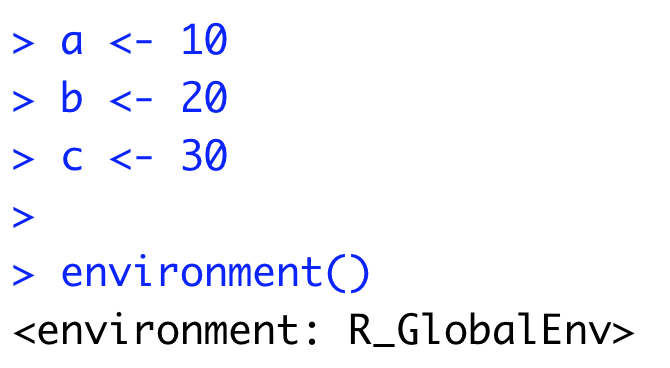 > a <- 10
> b <- 20
> c <- 30
>
> environment()
<environment: R_GlobalEnv>